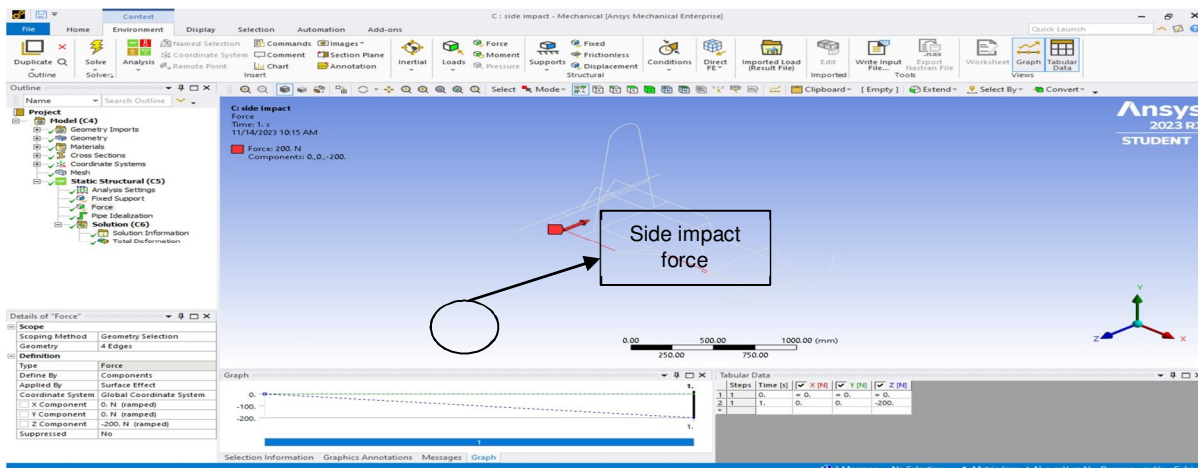 C : side impact - Mechanical [Ansys Mechanical Enterprise]
Context
File Home Environment Display Selection Automation Add-ons
Quick Launch
Duplicate Q
Outline
Solve
Solvers
Analysis
Named Selection
Coordinate System
Remote Point
Commands
Comment
Chart
Images
Section Plane
Annotation
Insert
Inertial
Loads
Force
Moment
Pressure
Supports
Fixed
Frictionless
Displacement
Structural
Conditions
Direct
FE
Imported Load
(Result File)
Edit
Imported
Write Input
File...
Export
Nastran File
Tools
Worksheet
Graph
Tabular
Data
Views
Outline
Name Search Outline
Select Mode
Clipboard [ Empty ] Extend Select By Convert
Project
Model (C4)
Geometry Imports
Geometry
Materials
Cross Sections
Coordinate Systems
Mesh
Static Structural (C5)
Analysis Settings
Fixed Support
Force
Pipe Idealization
Solution (C6)
Solution Information
Total Deformation
C: side impact
Force
Time: 1. s
11/14/2023 10:15 AM
Force: 200. N
Components: 0.,0.,-200.
Ansys
2023 R
STUDENT
Side impact
force
0.00 500.00 1000.00 (mm)
250.00 750.00
Y
Z X
Details of "Force"
Scope
Scoping Method Geometry Selection
Geometry 4 Edges
Definition
Type Force
Define By Components
Applied By Surface Effect
Coordinate System Global Coordinate System
X Component 0. N (ramped)
Y Component 0. N (ramped)
Z Component -200. N (ramped)
Suppressed No
Graph
1.
0.
-100.
-200.
1.
1
Selection Information Graphics Annotations Messages Graph
Tabular Data
Steps Time [s] X [N] Y [N] Z [N]
1 1 0. = 0. = 0. = 0.
2 1 1. 0. 0. -200.
*